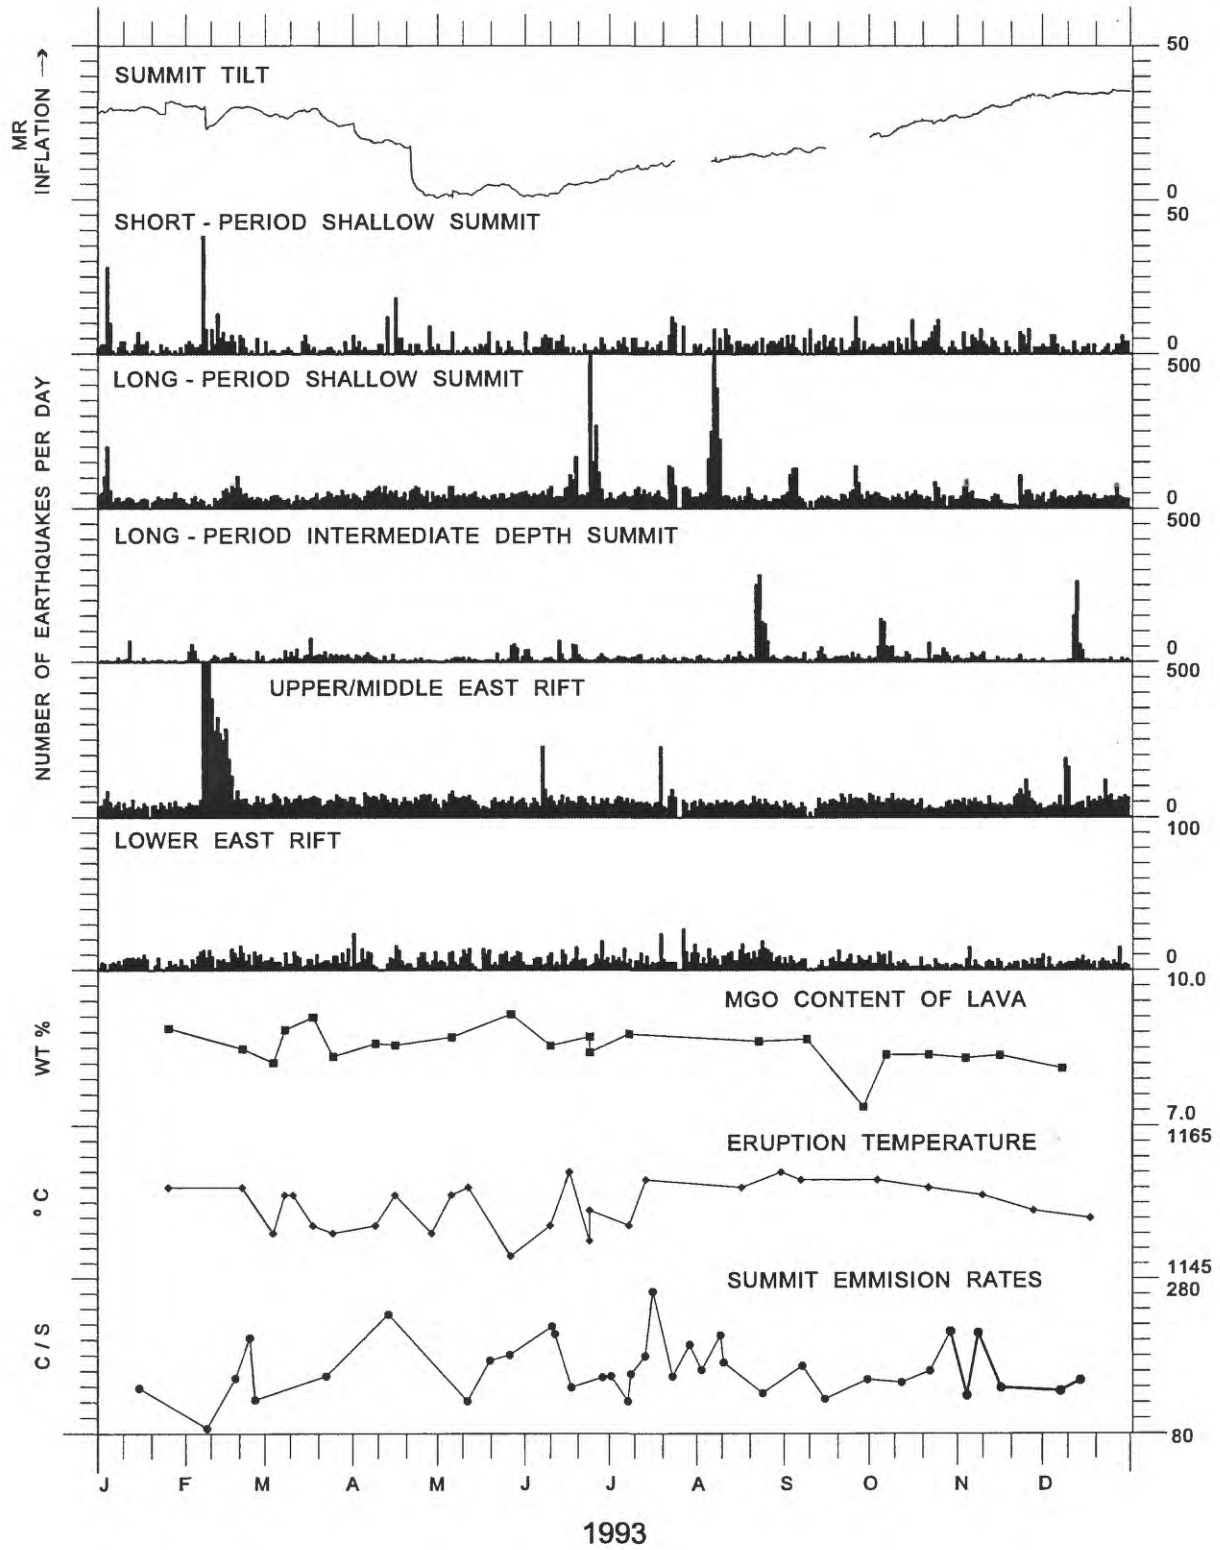 50
SUMMIT TILT
MR
INFLATION →
0
50
SHORT - PERIOD SHALLOW SUMMIT
0
500
LONG - PERIOD SHALLOW SUMMIT
NUMBER OF EARTHQUAKES PER DAY
0
500
LONG - PERIOD INTERMEDIATE DEPTH SUMMIT
0
500
UPPER/MIDDLE EAST RIFT
0
100
LOWER EAST RIFT
0
10.0
MGO CONTENT OF LAVA
WT %
7.0
1165
ERUPTION TEMPERATURE
° C
1145
280
SUMMIT EMMISION RATES
C / S
80
J F M A M J J A S O N D
1993